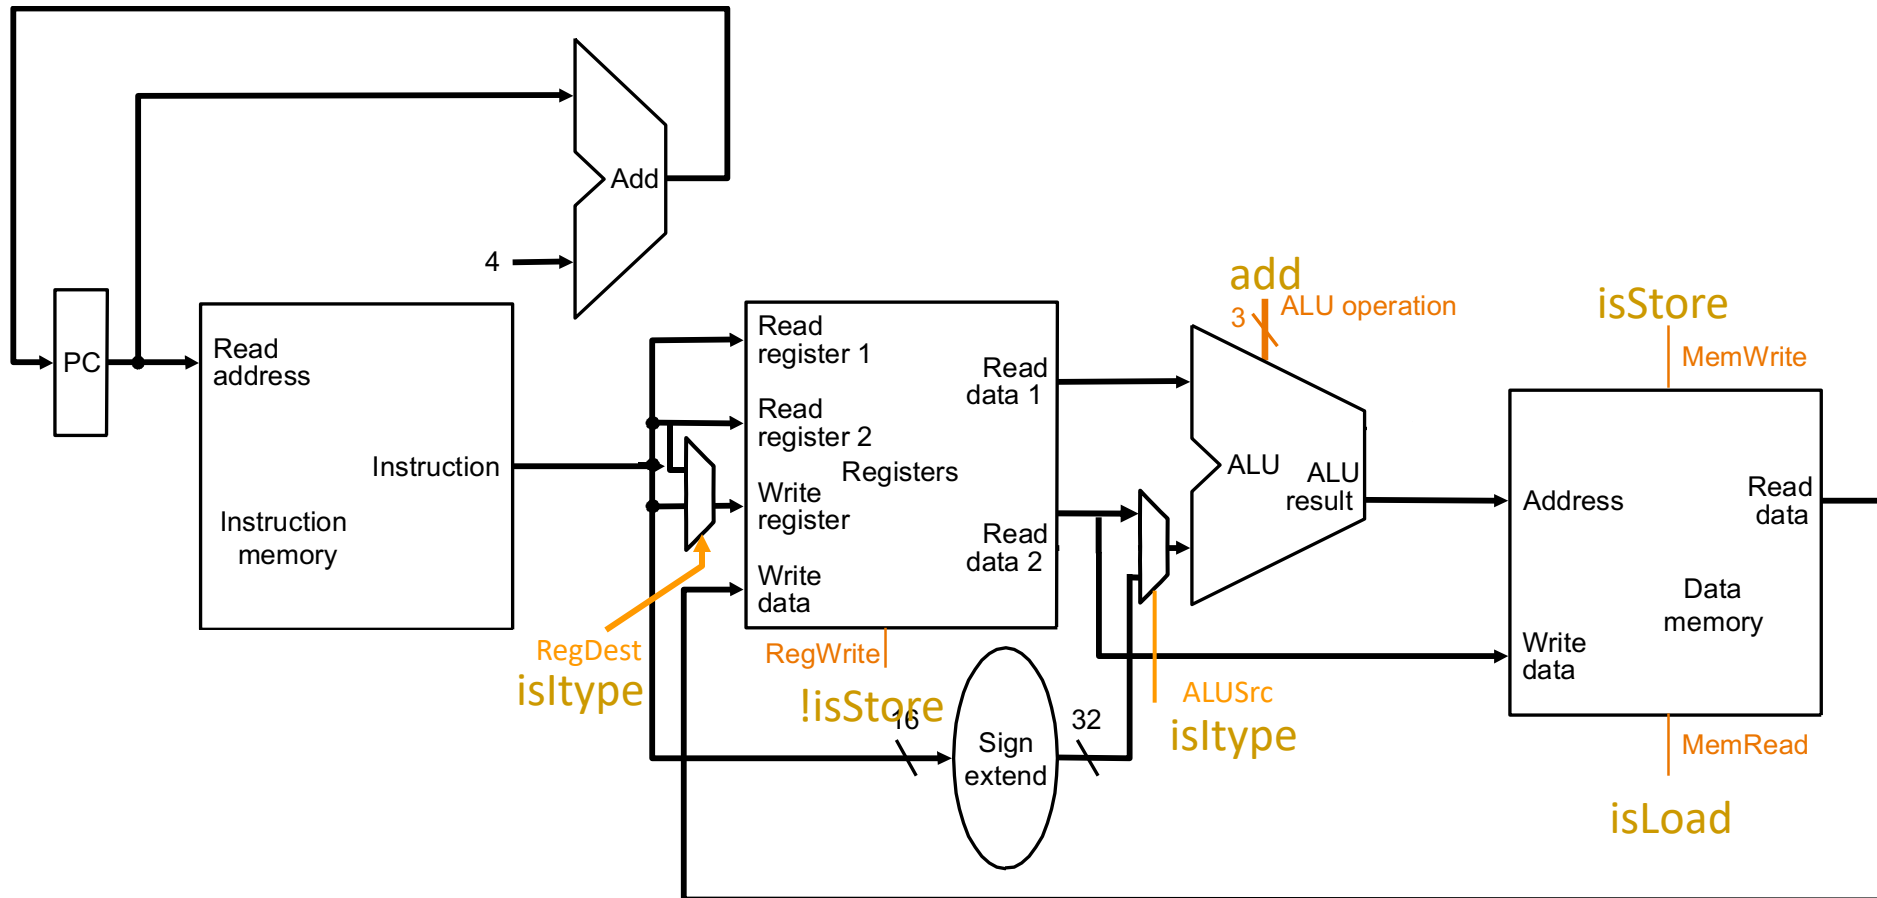 Add
4
PC
Read
address
Instruction
Instruction
memory
Read
register 1
Read
register 2
Registers
Write
register
Write
data
Read
data 1
Read
data 2
RegDest
isItype
RegWrite
!isStore
16
Sign
extend
32
add
3
ALU operation
ALU
ALU
result
ALUSrc
isItype
isStore
MemWrite
Address
Read
data
Data
memory
Write
data
MemRead
isLoad